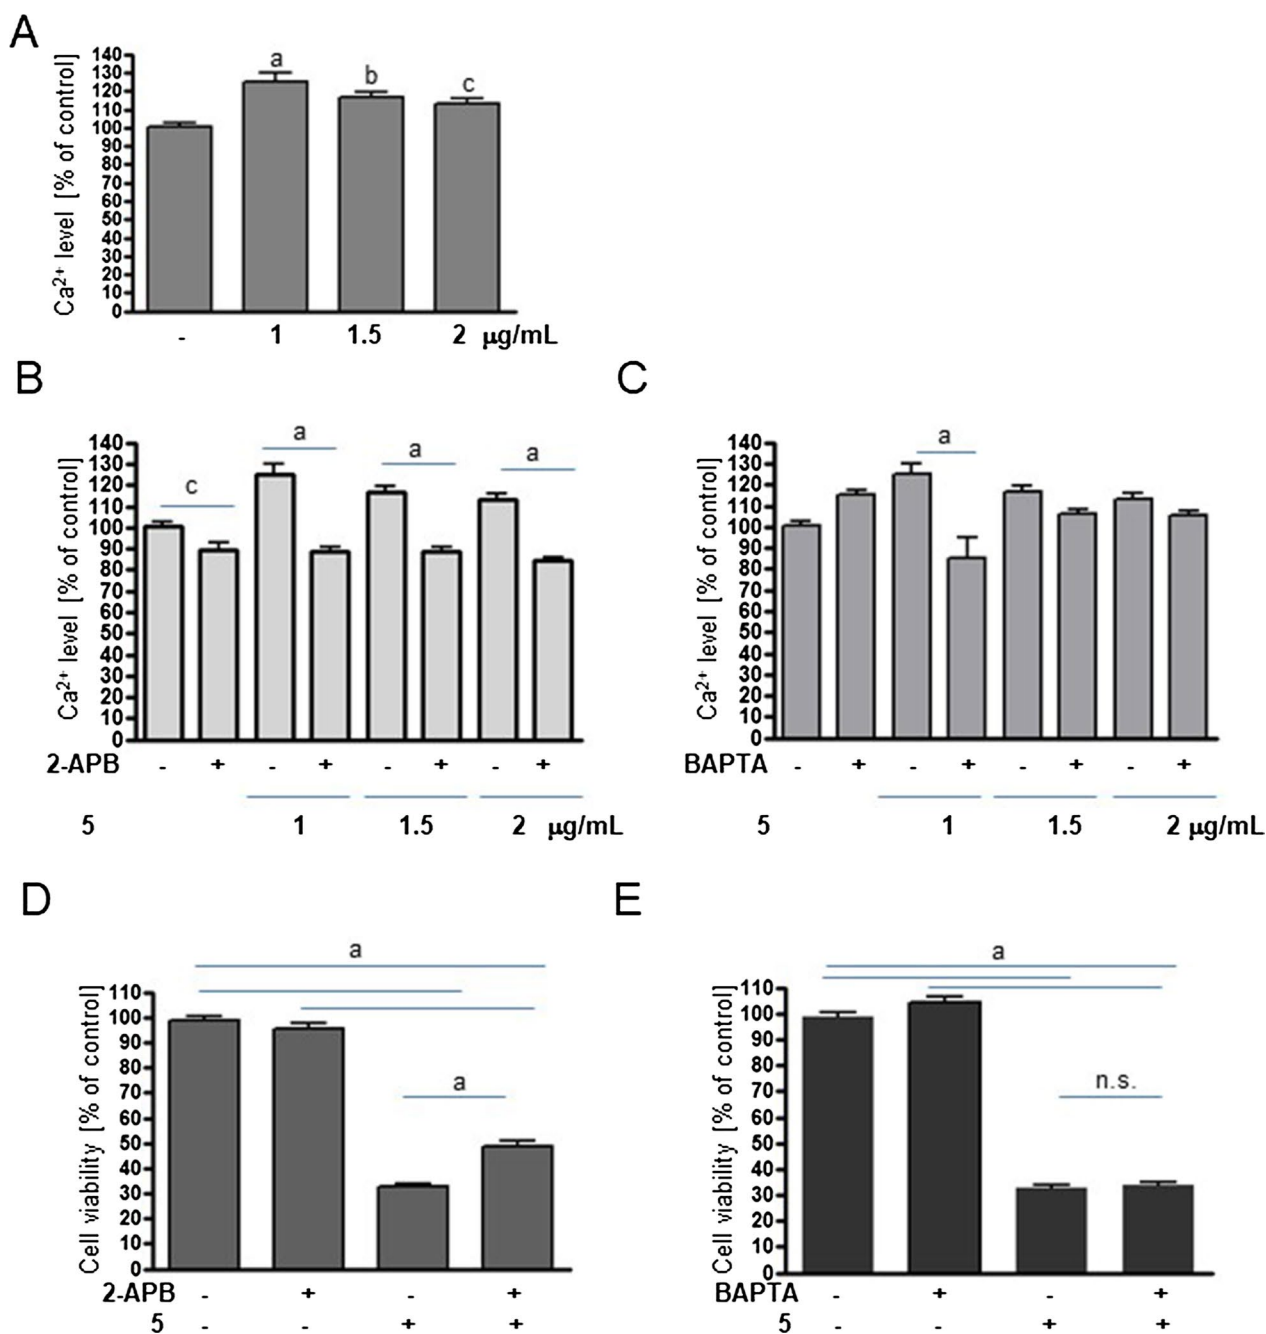 A
Ca²⁺ level [% of control]
140
130
120
110
100
90
80
70
60
50
40
30
20
10
0
a
b
c
- 1 1.5 2 μg/mL
B
Ca²⁺ level [% of control]
140
130
120
110
100
90
80
70
60
50
40
30
20
10
0
c
a
a
a
2-APB - + - + - + - +
5 1 1.5 2 μg/mL
C
Ca²⁺ level [% of control]
140
130
120
110
100
90
80
70
60
50
40
30
20
10
0
a
BAPTA - + - + - + - +
5 1 1.5 2 μg/mL
D
Cell viability [% of control]
110
100
90
80
70
60
50
40
30
20
10
0
a
a
2-APB - + - +
5 - - + +
E
Cell viability [% of control]
110
100
90
80
70
60
50
40
30
20
10
0
a
n.s.
BAPTA - + - +
5 - - + +